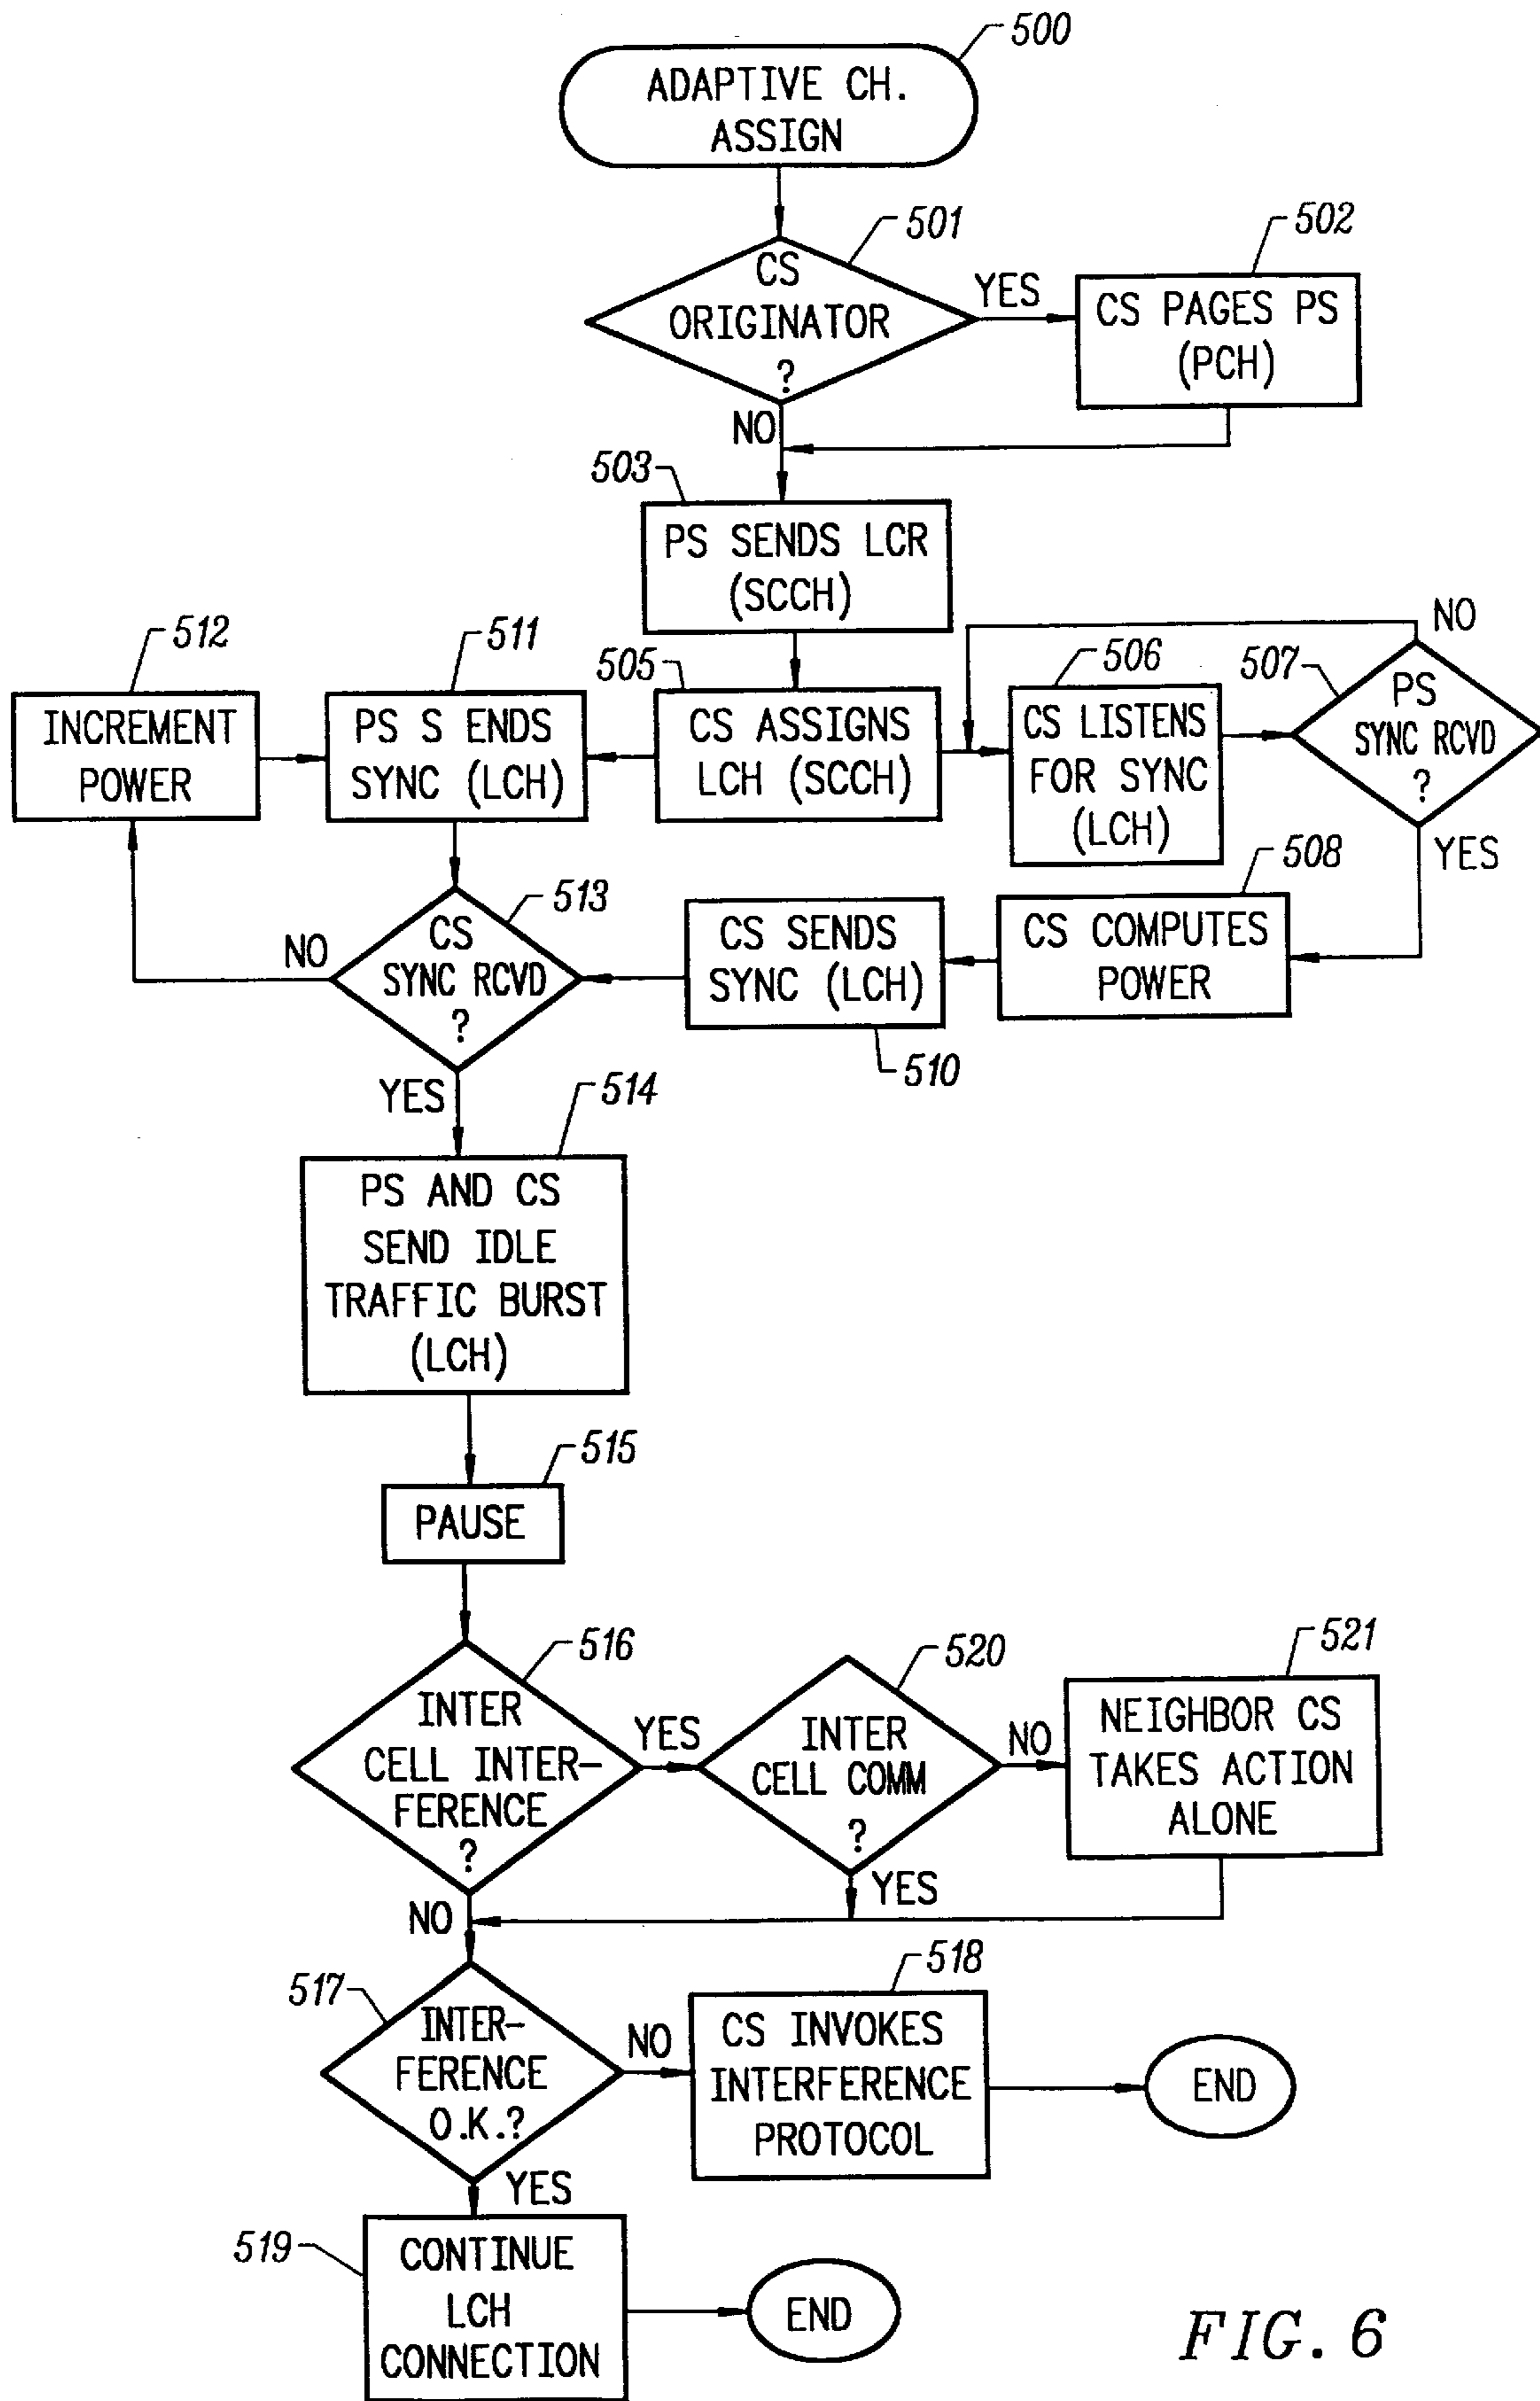 500
ADAPTIVE CH.
ASSIGN
501
CS
ORIGINATOR
?
YES
502
CS PAGES PS
(PCH)
NO
503
PS SENDS LCR
(SCCH)
512
INCREMENT
POWER
511
PS S ENDS
SYNC (LCH)
505
CS ASSIGNS
LCH (SCCH)
506
CS LISTENS
FOR SYNC
(LCH)
NO
507
PS
SYNC RCVD
?
YES
508
CS COMPUTES
POWER
CS SENDS
SYNC (LCH)
510
513
CS
SYNC RCVD
?
NO
YES
514
PS AND CS
SEND IDLE
TRAFFIC BURST
(LCH)
515
PAUSE
516
INTER
CELL INTER-
FERENCE
?
YES
520
INTER
CELL COMM
?
NO
521
NEIGHBOR CS
TAKES ACTION
ALONE
YES
NO
517
INTER-
FERENCE
O.K.?
NO
518
CS INVOKES
INTERFERENCE
PROTOCOL
END
YES
519
CONTINUE
LCH
CONNECTION
END
FIG. 6